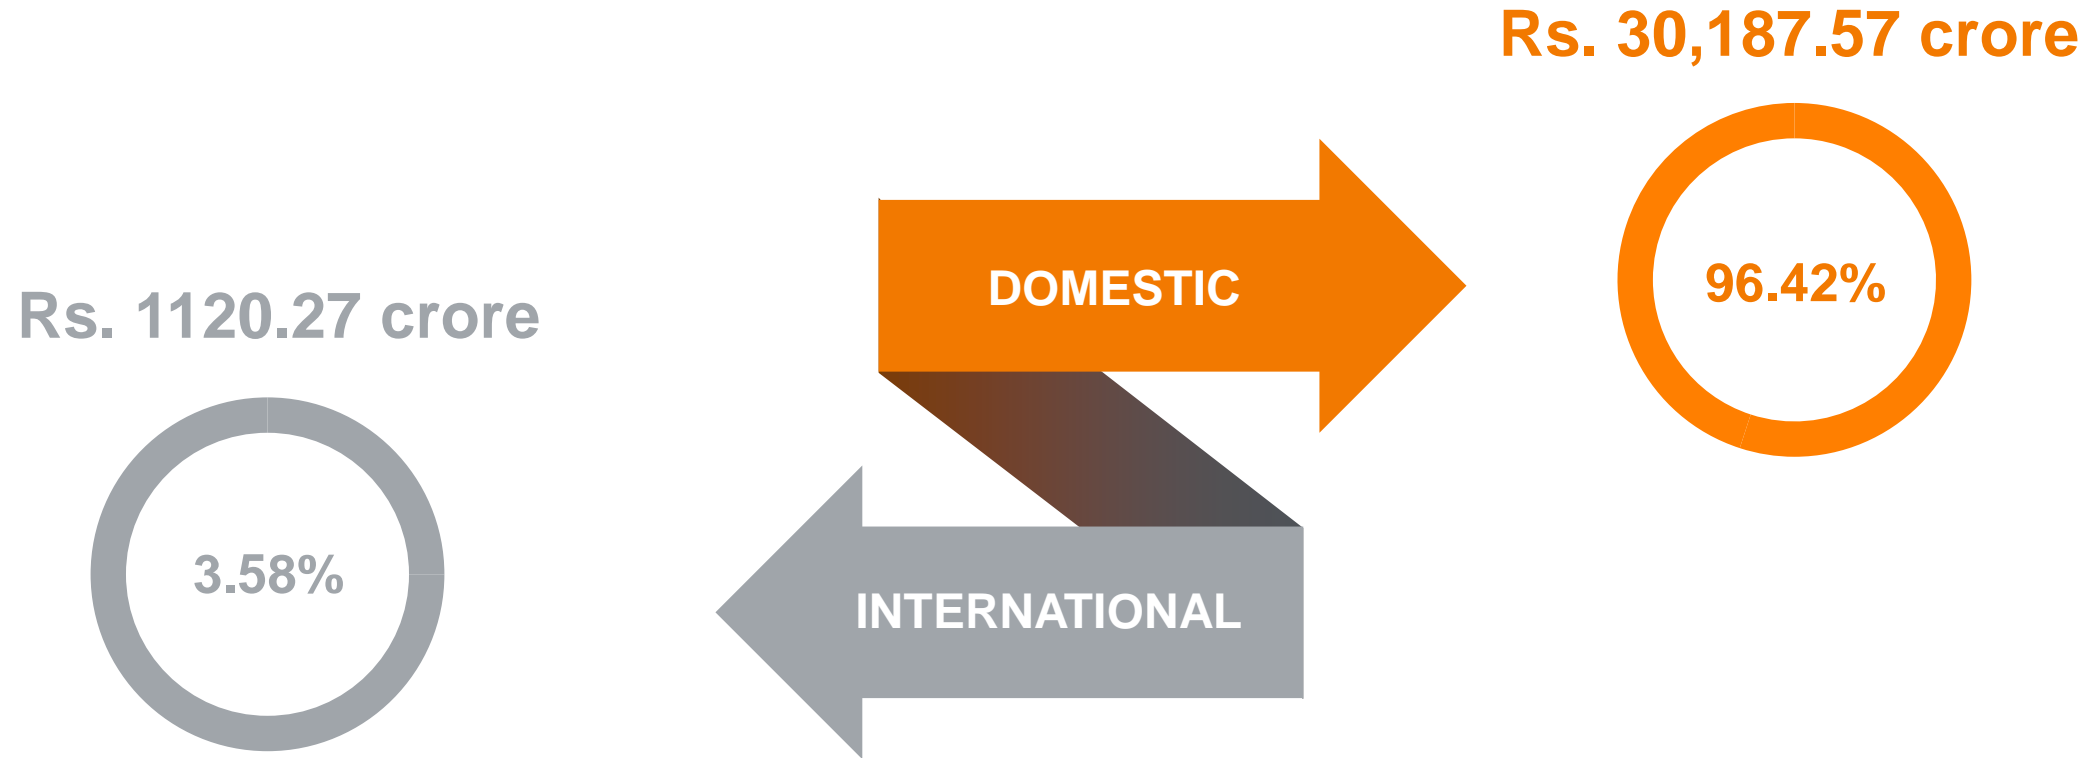 Rs. 30,187.57 crore
DOMESTIC
96.42%
Rs. 1120.27 crore
3.58%
INTERNATIONAL